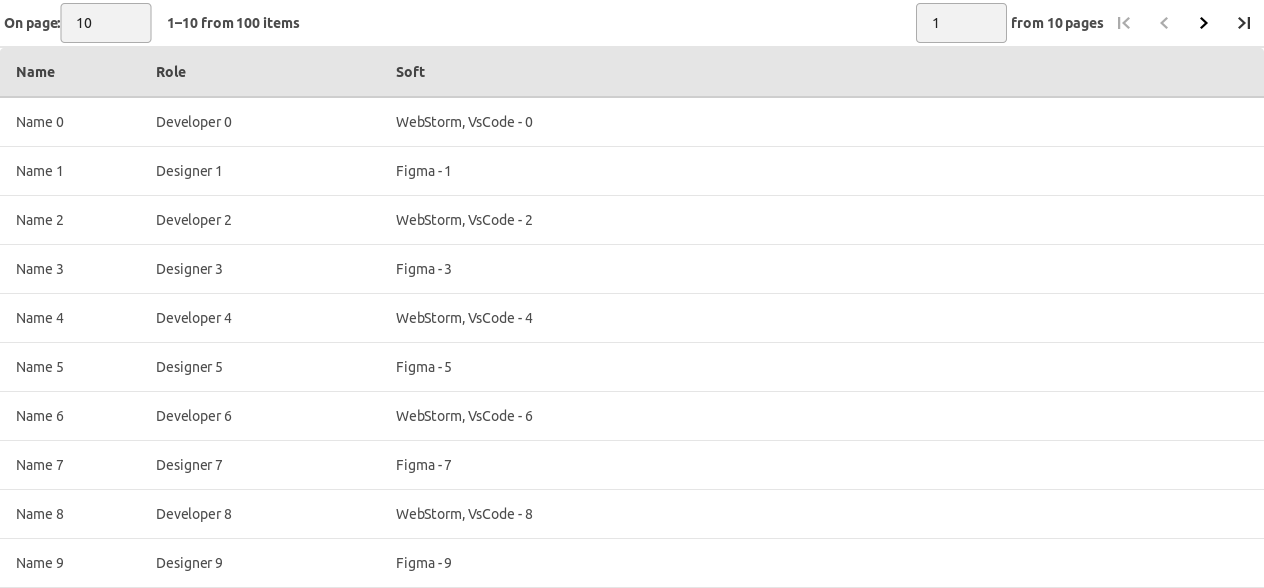 On page: 10 1–10 from 100 items 1 from 10 pages
Name Role Soft
Name 0 Developer 0 WebStorm, VsCode - 0
Name 1 Designer 1 Figma - 1
Name 2 Developer 2 WebStorm, VsCode - 2
Name 3 Designer 3 Figma - 3
Name 4 Developer 4 WebStorm, VsCode - 4
Name 5 Designer 5 Figma - 5
Name 6 Developer 6 WebStorm, VsCode - 6
Name 7 Designer 7 Figma - 7
Name 8 Developer 8 WebStorm, VsCode - 8
Name 9 Designer 9 Figma - 9